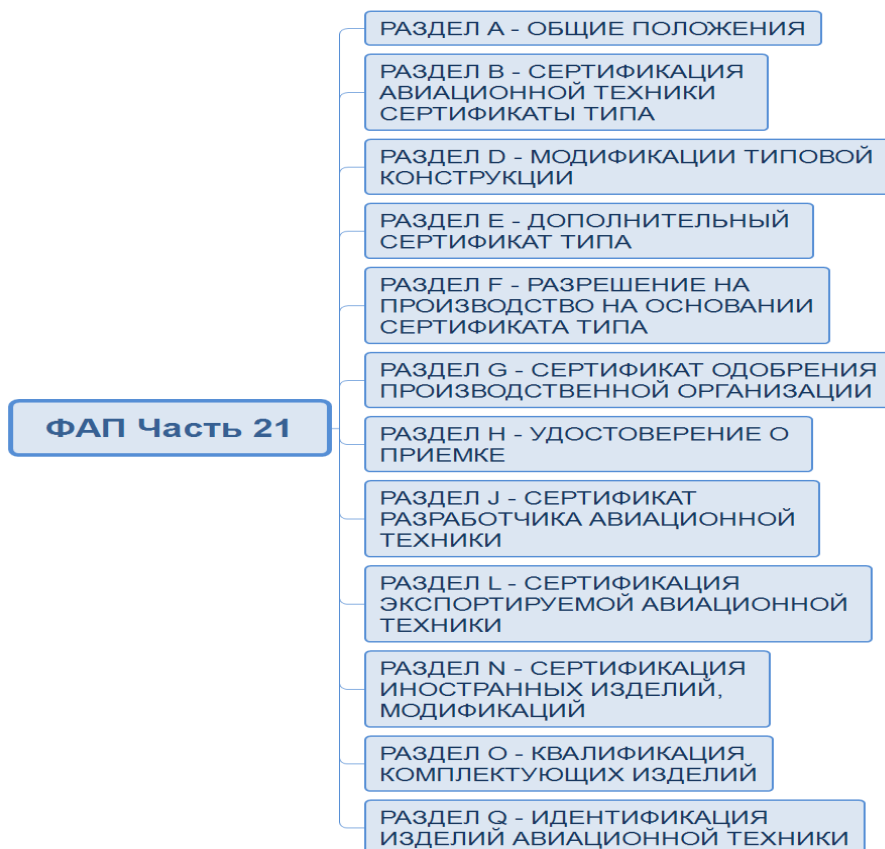 РАЗДЕЛ A - ОБЩИЕ ПОЛОЖЕНИЯ
РАЗДЕЛ B - СЕРТИФИКАЦИЯ
АВИАЦИОННОЙ ТЕХНИКИ
СЕРТИФИКАТЫ ТИПА
РАЗДЕЛ D - МОДИФИКАЦИИ ТИПОВОЙ
КОНСТРУКЦИИ
РАЗДЕЛ E - ДОПОЛНИТЕЛЬНЫЙ
СЕРТИФИКАТ ТИПА
РАЗДЕЛ F - РАЗРЕШЕНИЕ НА
ПРОИЗВОДСТВО НА ОСНОВАНИИ
СЕРТИФИКАТА ТИПА
РАЗДЕЛ G - СЕРТИФИКАТ ОДОБРЕНИЯ
ПРОИЗВОДСТВЕННОЙ ОРГАНИЗАЦИИ
ФАП Часть 21
РАЗДЕЛ H - УДОСТОВЕРЕНИЕ О
ПРИЕМКЕ
РАЗДЕЛ J - СЕРТИФИКАТ
РАЗРАБОТЧИКА АВИАЦИОННОЙ
ТЕХНИКИ
РАЗДЕЛ L - СЕРТИФИКАЦИЯ
ЭКСПОРТИРУЕМОЙ АВИАЦИОННОЙ
ТЕХНИКИ
РАЗДЕЛ N - СЕРТИФИКАЦИЯ
ИНОСТРАННЫХ ИЗДЕЛИЙ,
МОДИФИКАЦИЙ
РАЗДЕЛ O - КВАЛИФИКАЦИЯ
КОМПЛЕКТУЮЩИХ ИЗДЕЛИЙ
РАЗДЕЛ Q - ИДЕНТИФИКАЦИЯ
ИЗДЕЛИЙ АВИАЦИОННОЙ ТЕХНИКИ